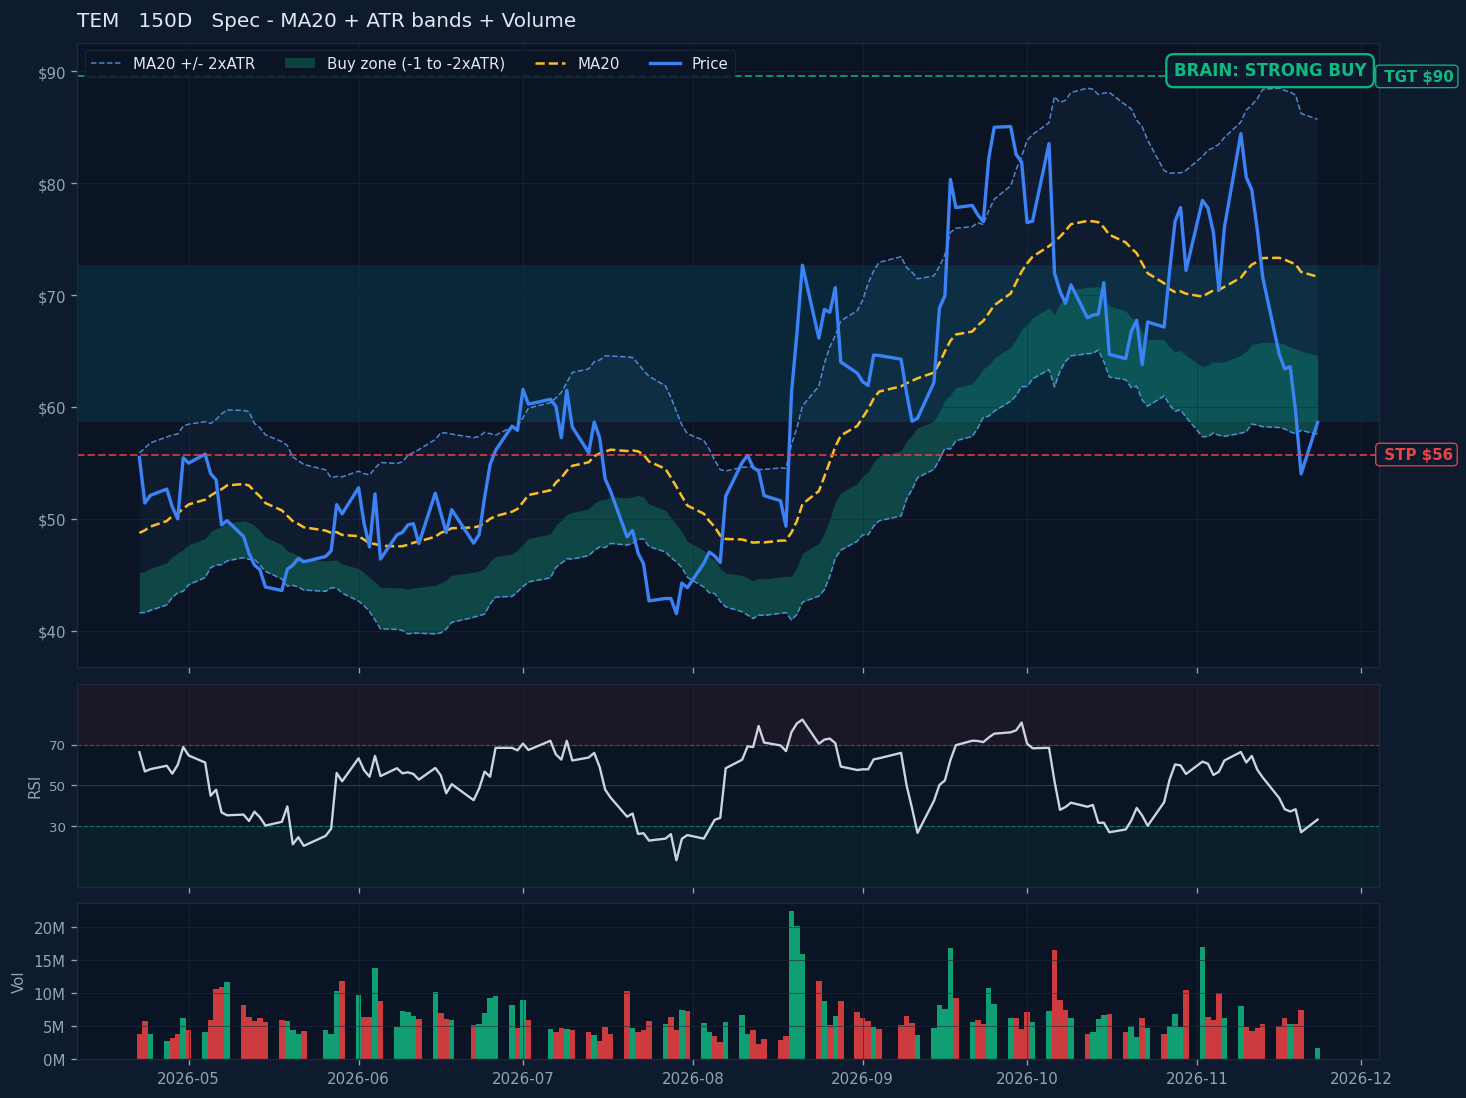 TEM 150D Spec - MA20 + ATR bands + Volume
MA20 +/- 2xATR Buy zone (-1 to -2xATR) MA20 Price
BRAIN: STRONG BUY
TGT $90
$90
$80
$70
$60
STP $56
$50
$40
RSI
70
50
30
Vol
20M
15M
10M
5M
0M
2026-05 2026-06 2026-07 2026-08 2026-09 2026-10 2026-11 2026-12